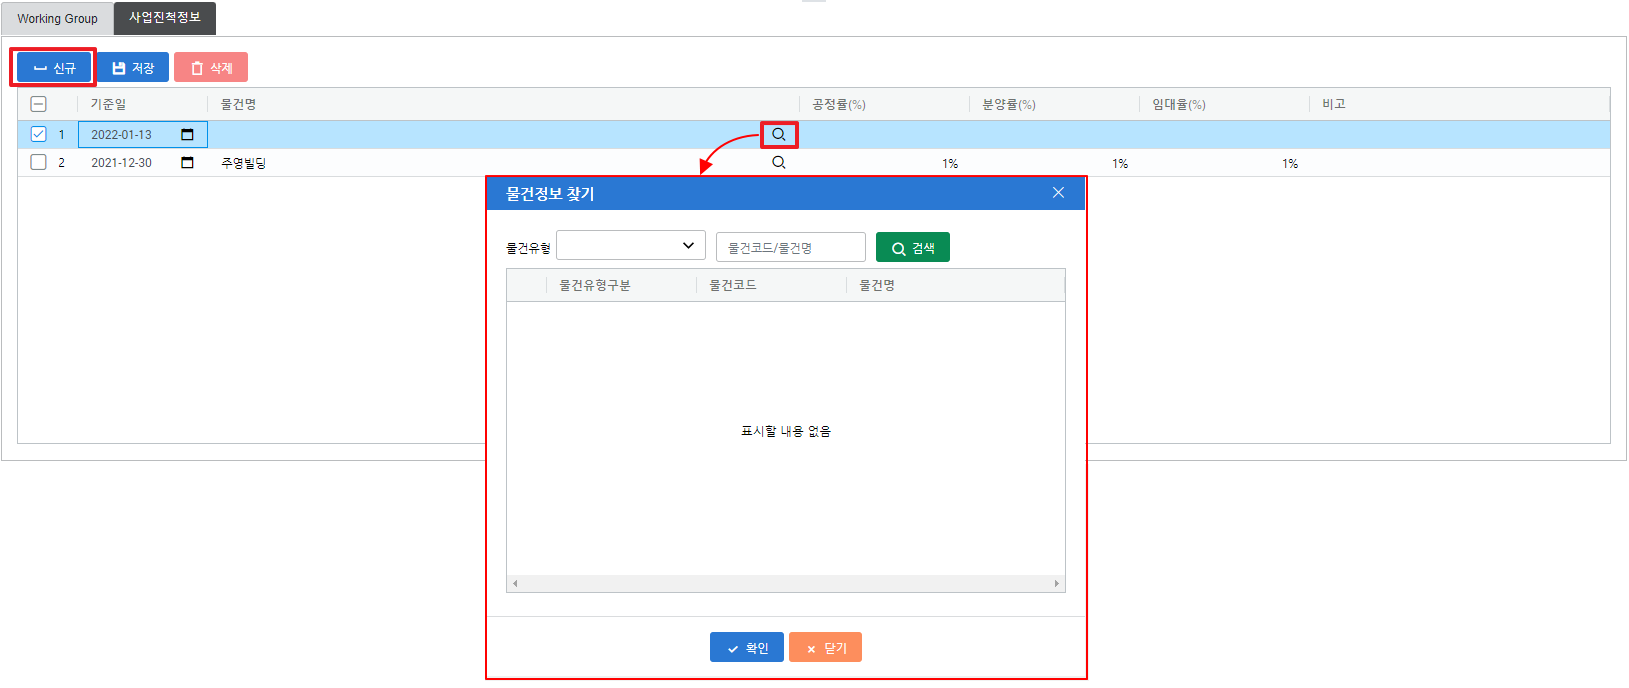 Working Group 사업진척정보
신규 저장 삭제
기준일 물건명 공정률(%) 분양률(%) 임대율(%) 비고
1 2022-01-13
2 2021-12-30 주영빌딩 1% 1% 1%
물건정보 찾기
물건유형 물건코드/물건명 검색
물건유형구분 물건코드 물건명
표시할 내용 없음
확인 닫기